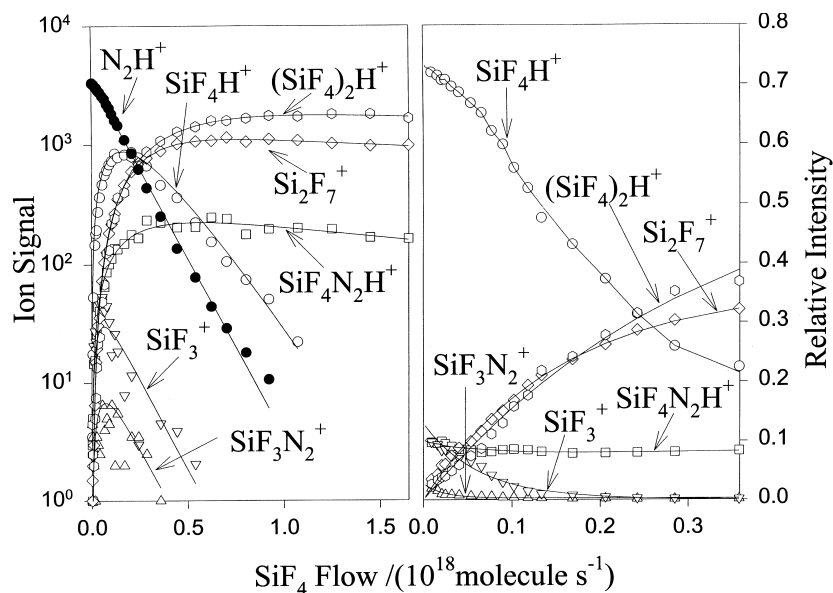 10⁴
10³
10²
10¹
10⁰
Ion Signal
N₂H⁺
SiF₄H⁺
(SiF₄)₂H⁺
Si₂F₇⁺
SiF₄N₂H⁺
SiF₃⁺
SiF₃N₂⁺
0.0 0.5 1.0 1.5
SiF₄H⁺
(SiF₄)₂H⁺
Si₂F₇⁺
SiF₃N₂⁺
SiF₄N₂H⁺
SiF₃⁺
0.0 0.1 0.2 0.3
0.8
0.7
0.6
0.5
0.4
0.3
0.2
0.1
0.0
Relative Intensity
SiF₄ Flow /(10¹⁸molecule s⁻¹)